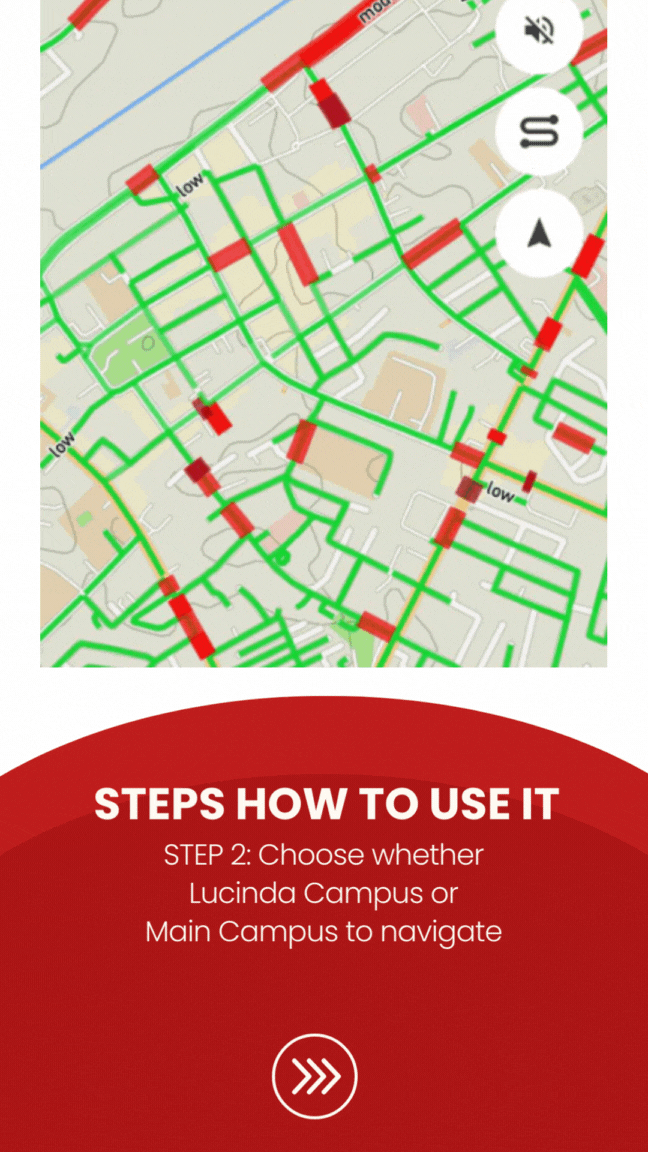 low
low
low
STEPS HOW TO USE IT
STEP 2: Choose whether
Lucinda Campus or
Main Campus to navigate